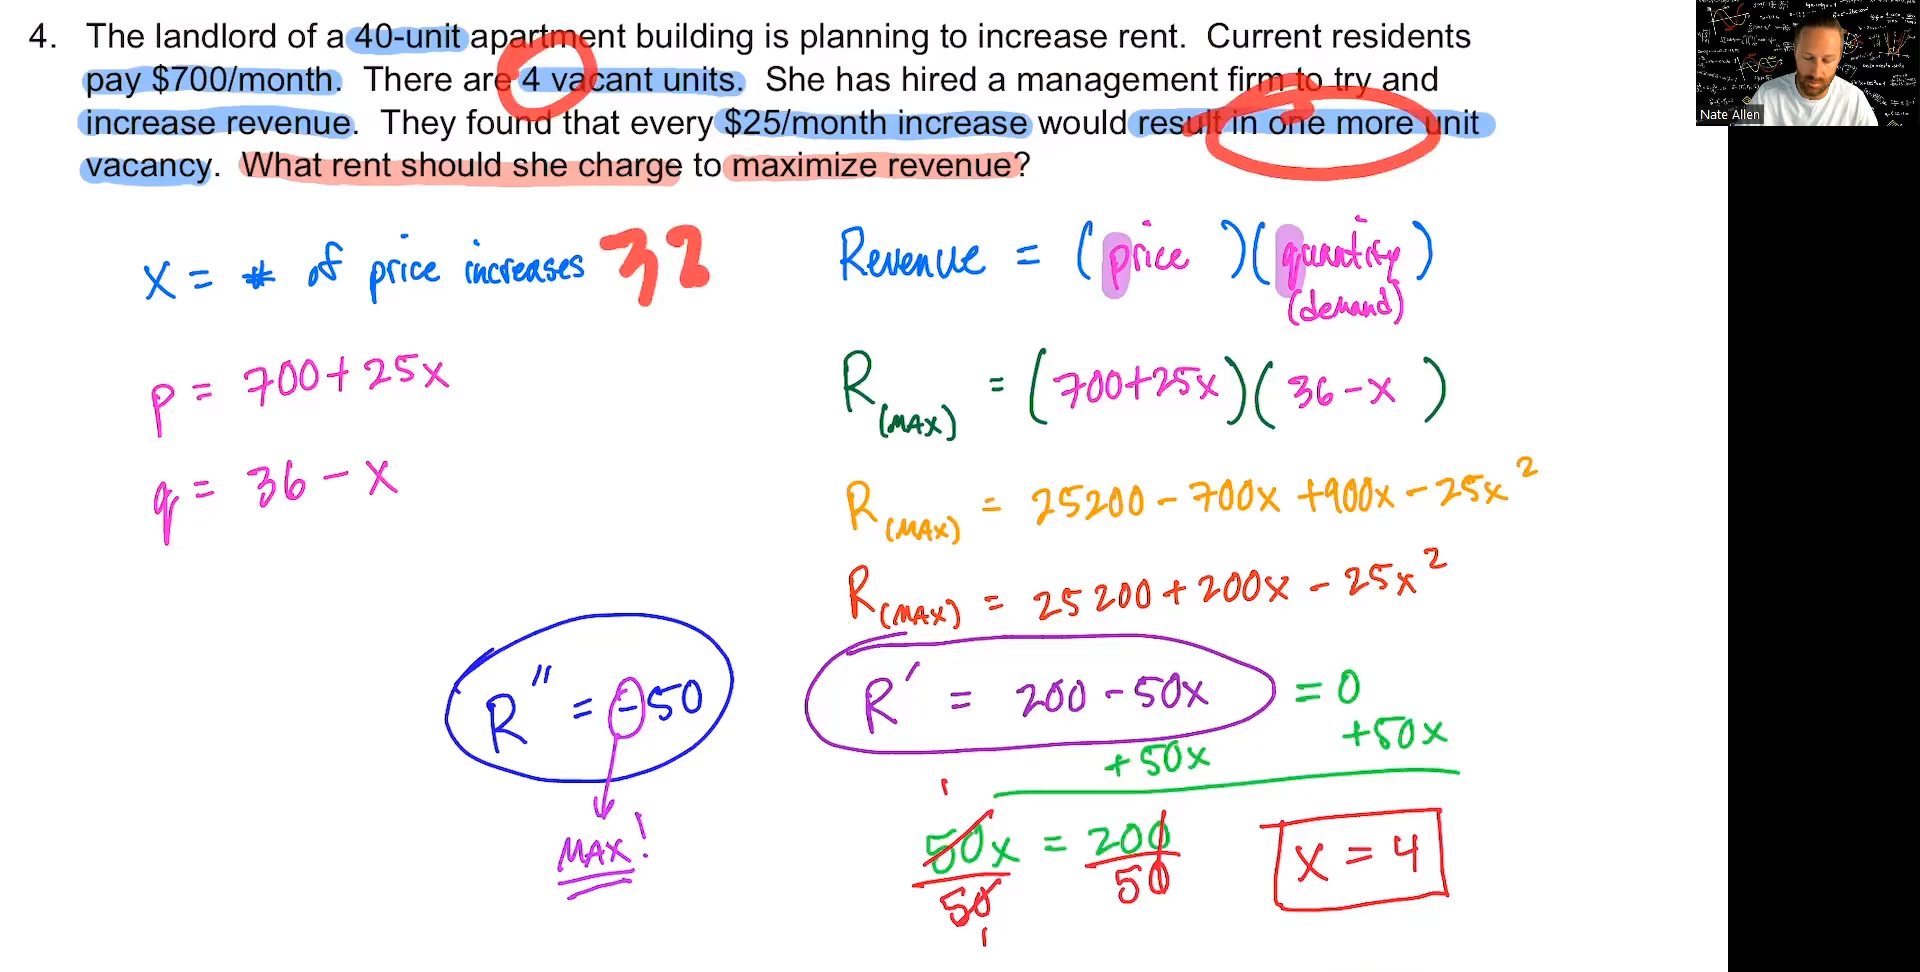 4. The landlord of a 40-unit apartment building is planning to increase rent. Current residents
pay $700/month. There are 4 vacant units. She has hired a management firm to try and
increase revenue. They found that every $25/month increase would result in one more unit
vacancy. What rent should she charge to maximize revenue?
Nate Allen
x = # of price increases 32
p = 700 + 25x
q = 36 - x
Revenue = (price)(quantity)
(demand)
R(MAX) = (700+25x)(36-x)
R(MAX) = 25200 - 700x + 900x - 25x²
R(MAX) = 25200 + 200x - 25x²
R' = 200 - 50x = 0
+50x +50x
50x = 200
50 50
1
1
x = 4
R'' = -50
MAX!